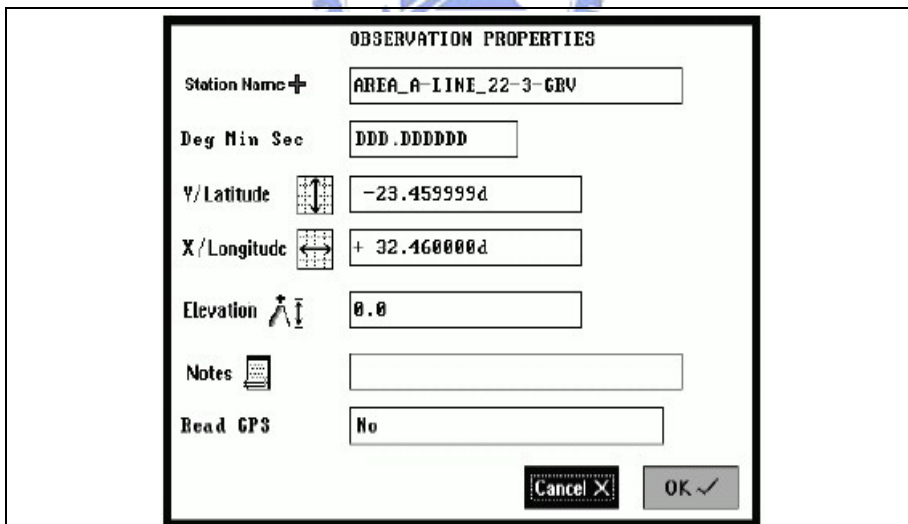 OBSERVATION PROPERTIES
Station Name AREA_A-LINE_22-3-GRV
Deg Min Sec DDD.DDDDDD
Y/Latitude -23.459999d
X/Longitude + 32.460000d
Elevation 0.0
Notes
Read GPS No
Cancel X OK ✓